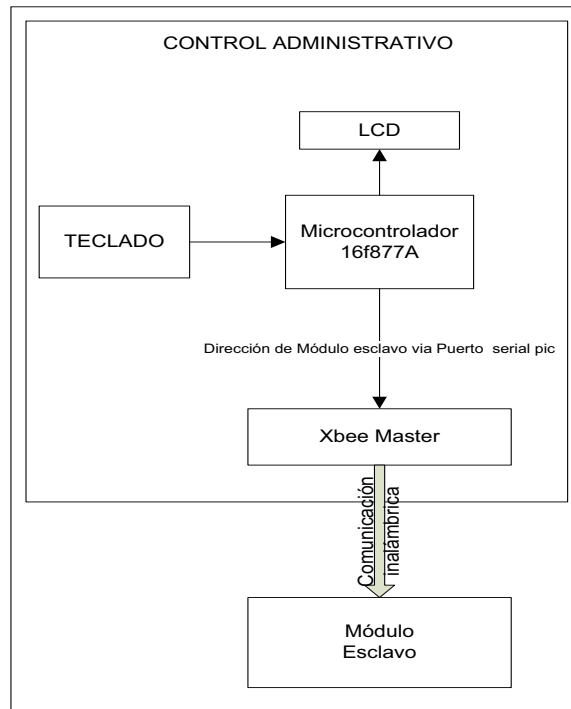 CONTROL ADMINISTRATIVO
LCD
TECLADO
Microcontrolador
16f877A
Dirección de Módulo esclavo via Puerto serial pic
Xbee Master
Comunicación
inalámbrica
Módulo
Esclavo